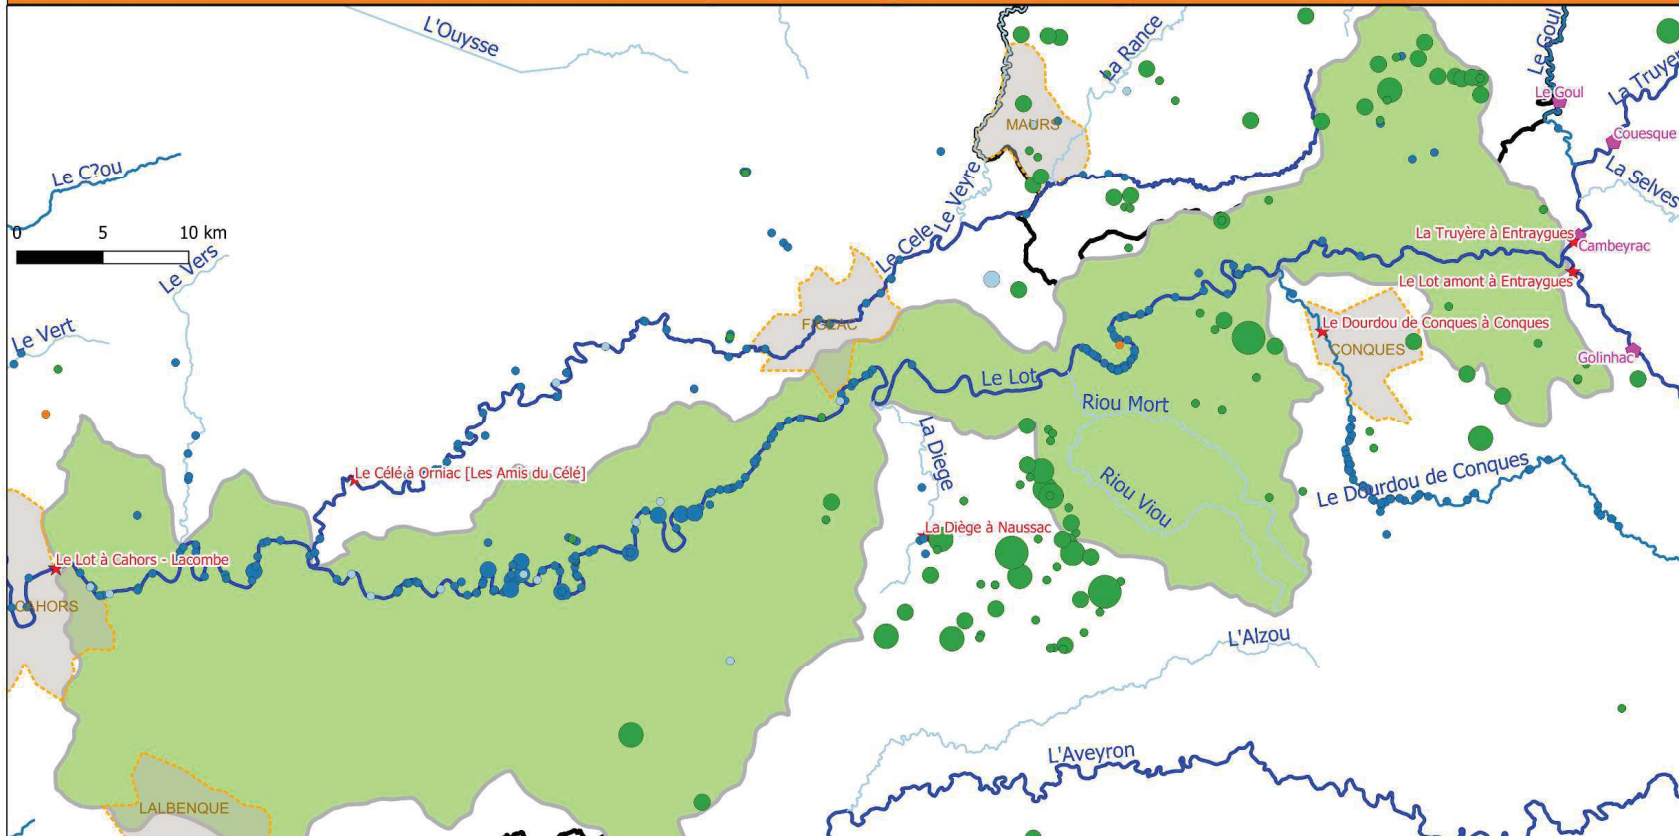 L'Ouysse
La Rance
Le Goul
La Truyer
Le Goul
MAURS
Couesque
Le C?ou
La Selves
Le Veyre
0 5 10 km
Le Vers
Le Cele
La Truyère à Entraygues
Cambeyrac
Le Lot amont à Entraygues
Le Vert
FIGEAC
Le Dourdou de Conques à Conques
CONQUES
Golinhac
Le Lot
Riou Mort
La Diege
Le Célé à Orniac [Les Amis du Célé]
Riou Viou
Le Dourdou de Conques
La Diège à Naussac
Le Lot à Cahors - Lacombe
CAHORS
L'Alzou
L'Aveyron
LALBENQUE